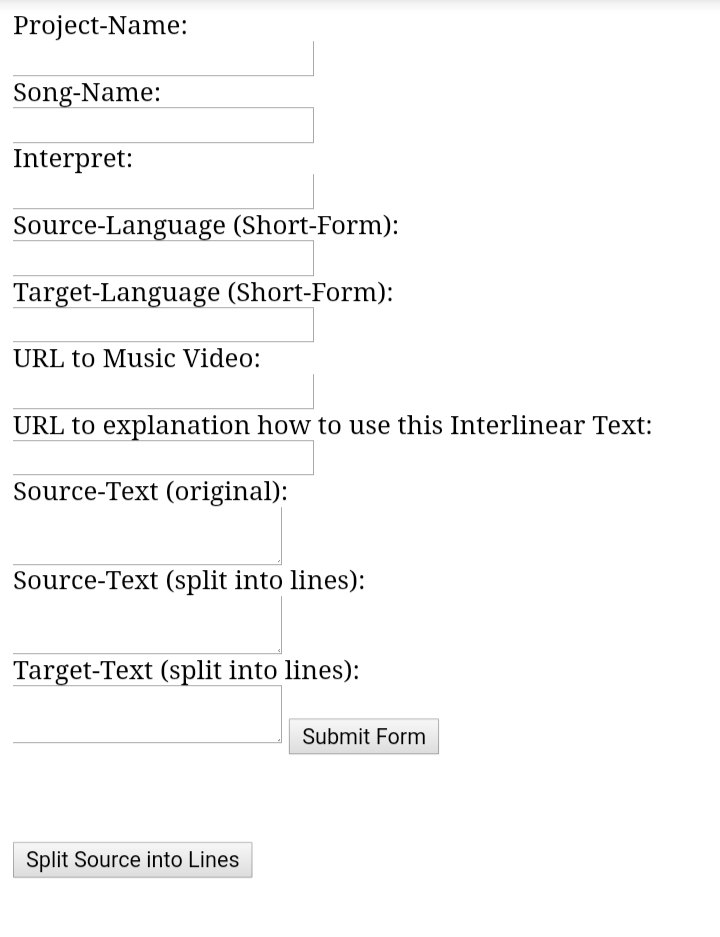 Project-Name:
Song-Name:
Interpret:
Source-Language (Short-Form):
Target-Language (Short-Form):
URL to Music Video:
URL to explanation how to use this Interlinear Text:
Source-Text (original):
Source-Text (split into lines):
Target-Text (split into lines):
Submit Form
Split Source into Lines